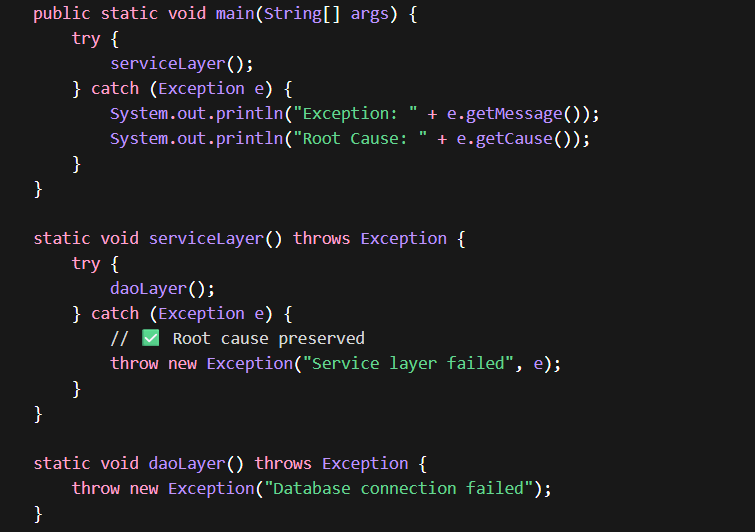 public static void main(String[] args) {
    try {
        serviceLayer();
    } catch (Exception e) {
        System.out.println("Exception: " + e.getMessage());
        System.out.println("Root Cause: " + e.getCause());
    }
}

static void serviceLayer() throws Exception {
    try {
        daoLayer();
    } catch (Exception e) {
        // ✅ Root cause preserved
        throw new Exception("Service layer failed", e);
    }
}

static void daoLayer() throws Exception {
    throw new Exception("Database connection failed");
}